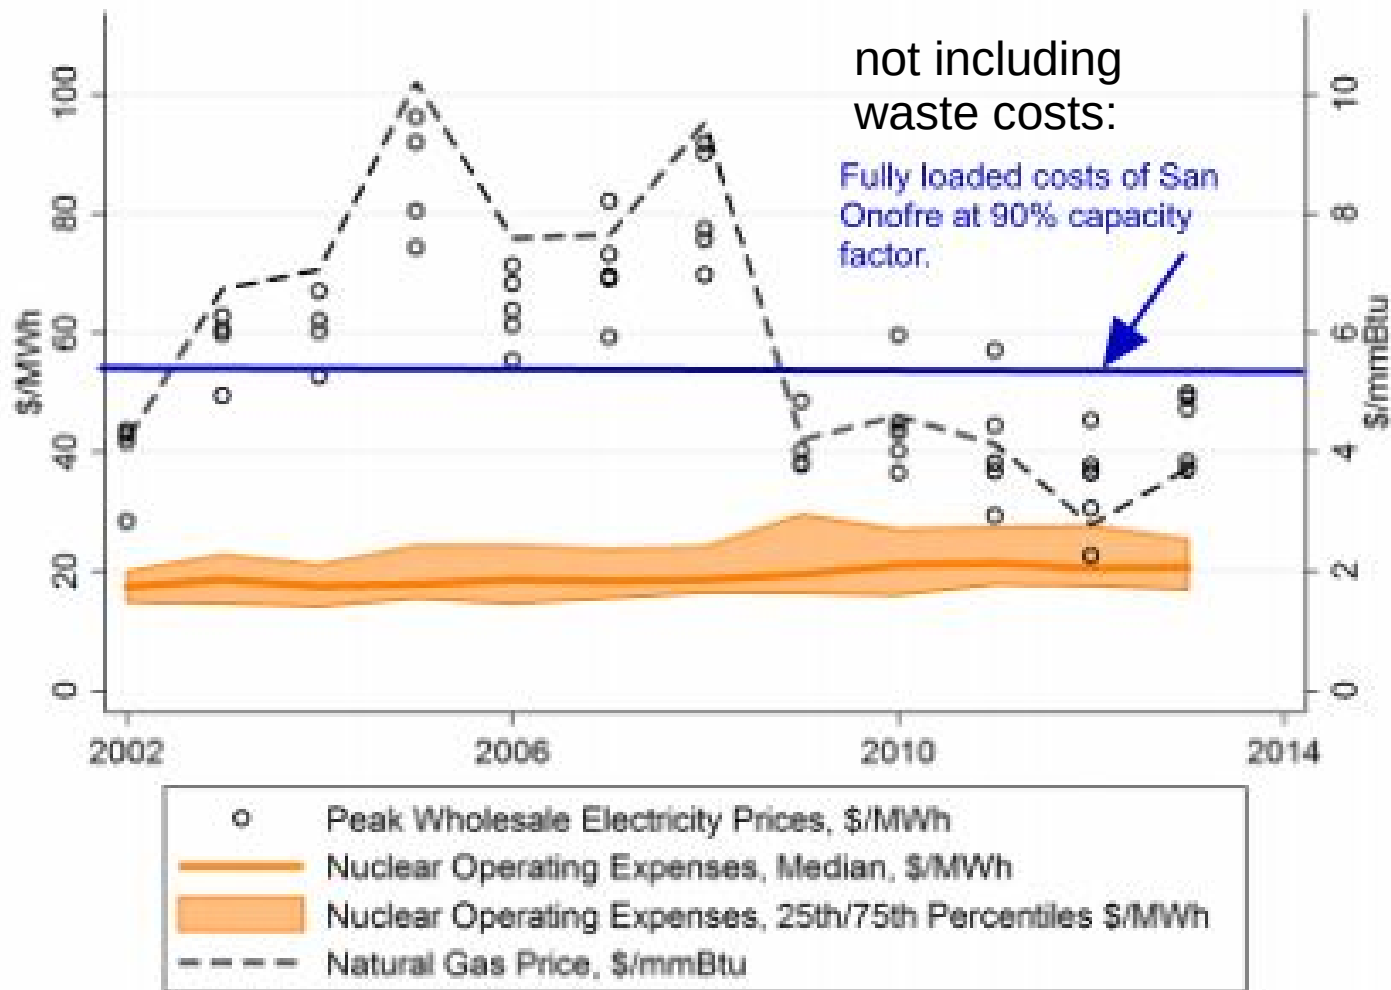 not including
waste costs:
Fully loaded costs of San
Onofre at 90% capacity
factor.
$/MWh
0
20
40
60
80
100
$/mmBtu
0
2
4
6
8
10
2002
2006
2010
2014
Peak Wholesale Electricity Prices, $/MWh
Nuclear Operating Expenses, Median, $/MWh
Nuclear Operating Expenses, 25th/75th Percentiles $/MWh
Natural Gas Price, $/mmBtu